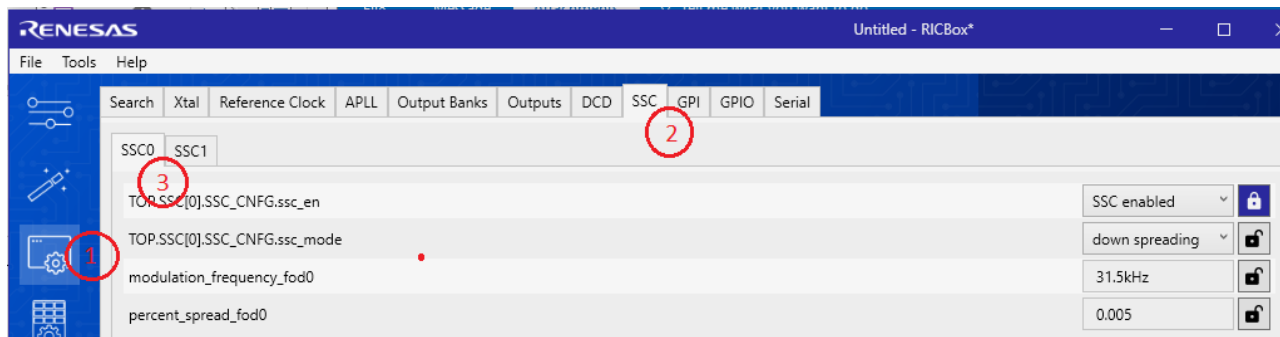 RENESAS
Untitled - RICBox*
File Tools Help
Search Xtal Reference Clock APLL Output Banks Outputs DCD SSC GPI GPIO Serial
2
SSC0 SSC1
3
TOP.SSC[0].SSC_CNFG.ssc_en SSC enabled
TOP.SSC[0].SSC_CNFG.ssc_mode down spreading
1
modulation_frequency_fod0 31.5kHz
percent_spread_fod0 0.005